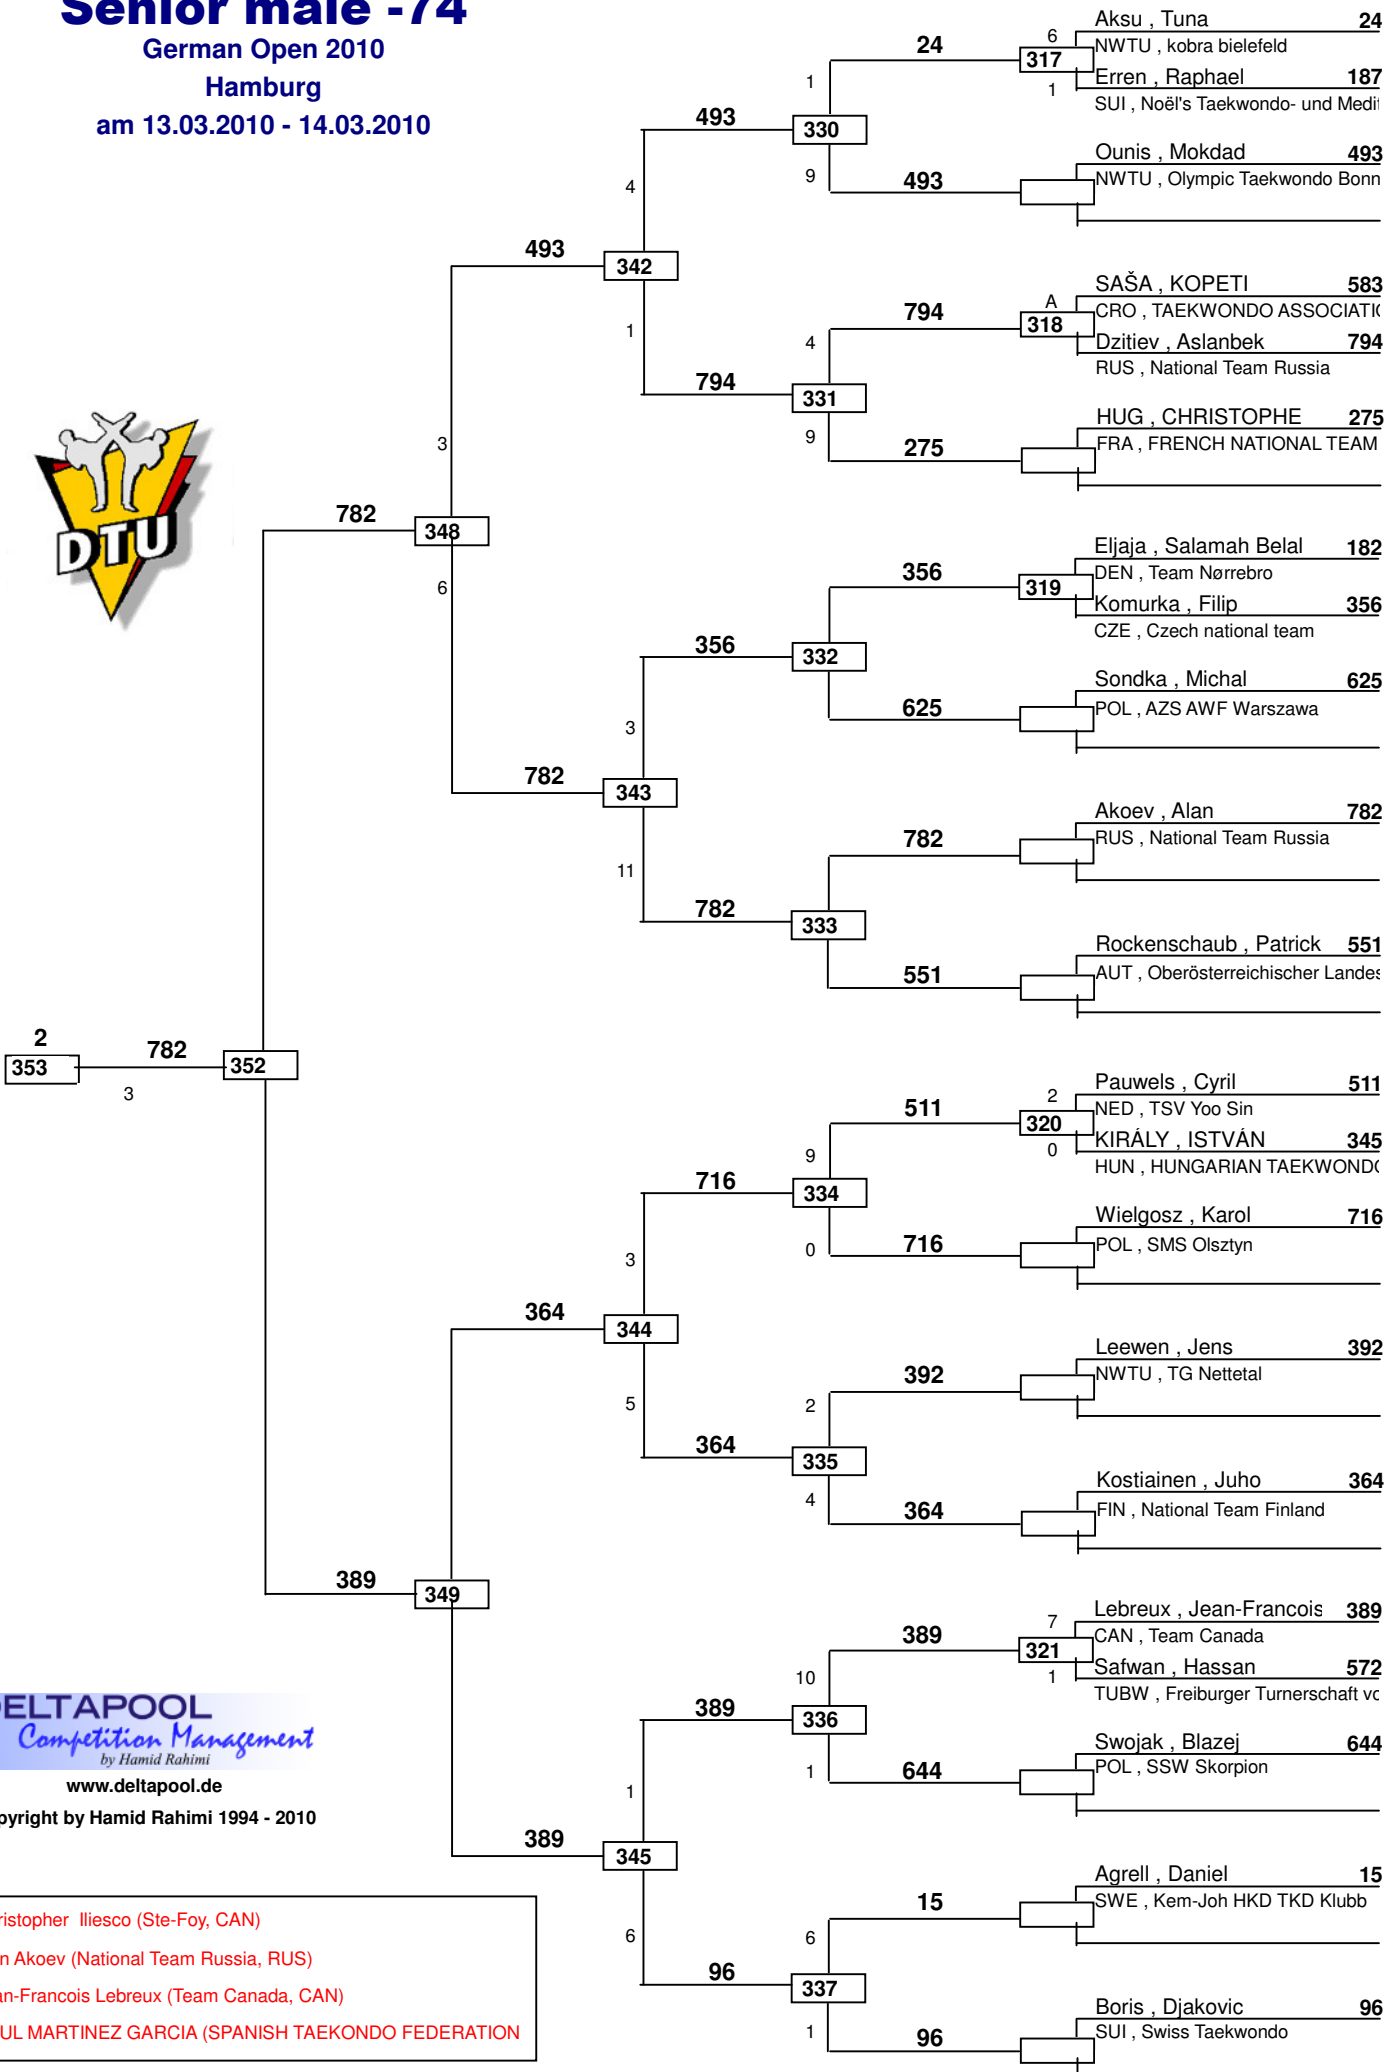 Senior male -74
German Open 2010
Hamburg
am 13.03.2010 - 14.03.2010
DTU
Aksu , Tuna 24
6
NWTU , kobra bielefeld
24
317
Erren , Raphael 187
1
SUI , Noël's Taekwondo- und Medit
1
493
330
9
493
Ounis , Mokdad 493
NWTU , Olympic Taekwondo Bonn
4
493
342
1
SAŠA , KOPETI 583
A
CRO , TAEKWONDO ASSOCIATIO
794
318
Dzitiev , Aslanbek 794
RUS , National Team Russia
4
794
331
9
275
HUG , CHRISTOPHE 275
FRA , FRENCH NATIONAL TEAM
3
782
348
6
Eljaja , Salamah Belal 182
DEN , Team Nørrebro
356
319
Komurka , Filip 356
CZE , Czech national team
356
332
625
Sondka , Michal 625
POL , AZS AWF Warszawa
3
782
343
11
Akoev , Alan 782
RUS , National Team Russia
782
782
333
551
Rockenschaub , Patrick 551
AUT , Oberösterreichischer Landes
2
353
782
3
352
Pauwels , Cyril 511
2
NED , TSV Yoo Sin
511
320
KIRÁLY , ISTVÁN 345
0
HUN , HUNGARIAN TAEKWONDO
9
716
334
0
716
Wielgosz , Karol 716
POL , SMS Olsztyn
3
364
344
5
Leewen , Jens 392
NWTU , TG Nettetal
392
2
364
335
4
364
Kostiainen , Juho 364
FIN , National Team Finland
389
349
Lebreux , Jean-Francois 389
7
CAN , Team Canada
389
321
Safwan , Hassan 572
1
TUBW , Freiburger Turnerschaft vo
10
389
336
1
644
Swojak , Blazej 644
POL , SSW Skorpion
1
389
345
6
Agrell , Daniel 15
SWE , Kem-Joh HKD TKD Klubb
15
6
96
337
1
96
Boris , Djakovic 96
SUI , Swiss Taekwondo
DELTAPOOL
Competition Management
by Hamid Rahimi
www.deltapool.de
pyright by Hamid Rahimi 1994 - 2010
ristopher Iliesco (Ste-Foy, CAN)
n Akoev (National Team Russia, RUS)
an-Francois Lebreux (Team Canada, CAN)
UL MARTINEZ GARCIA (SPANISH TAEKONDO FEDERATION